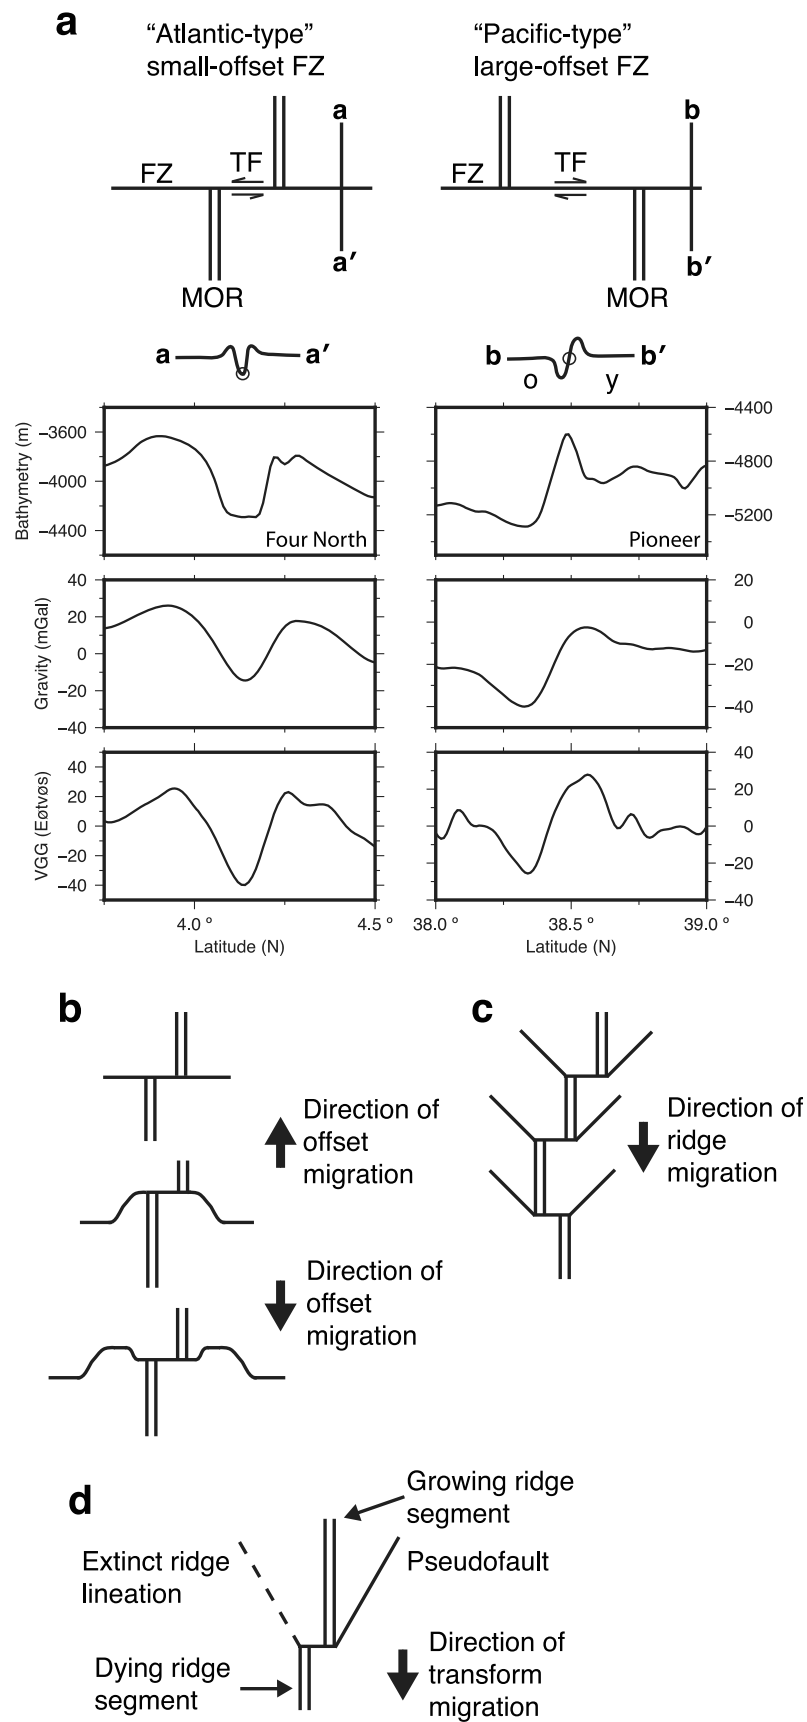 a
“Atlantic-type”
small-offset FZ
“Pacific-type”
large-offset FZ
a
b
FZ
TF
FZ
TF
a′
b′
MOR
MOR
a
a′
b
b′
o
y
Bathymetry (m)
−3600
−4000
−4400
Four North
Pioneer
−4400
−4800
−5200
Gravity (mGal)
40
20
0
−20
−40
20
0
−20
−40
VGG (Eøtvøs)
40
20
0
−20
−40
40
20
0
−20
−40
4.0 °
4.5 °
38.0 °
38.5 °
39.0 °
Latitude (N)
Latitude (N)
b
Direction of
offset
migration
Direction of
offset
migration
c
Direction of
ridge
migration
d
Growing ridge
segment
Extinct ridge
lineation
Pseudofault
Dying ridge
segment
Direction of
transform
migration